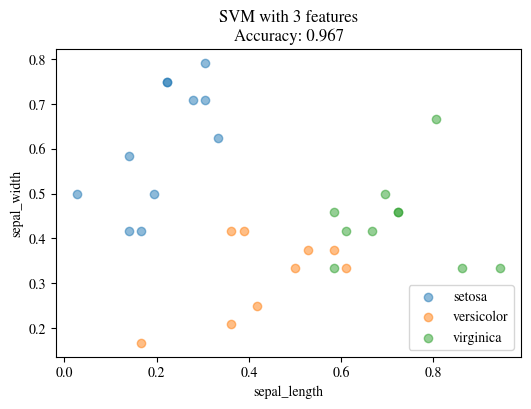 SVM with 3 features
Accuracy: 0.967
0.8
0.7
0.6
0.5
0.4
0.3
0.2
sepal_width
setosa
versicolor
virginica
0.0 0.2 0.4 0.6 0.8
sepal_length